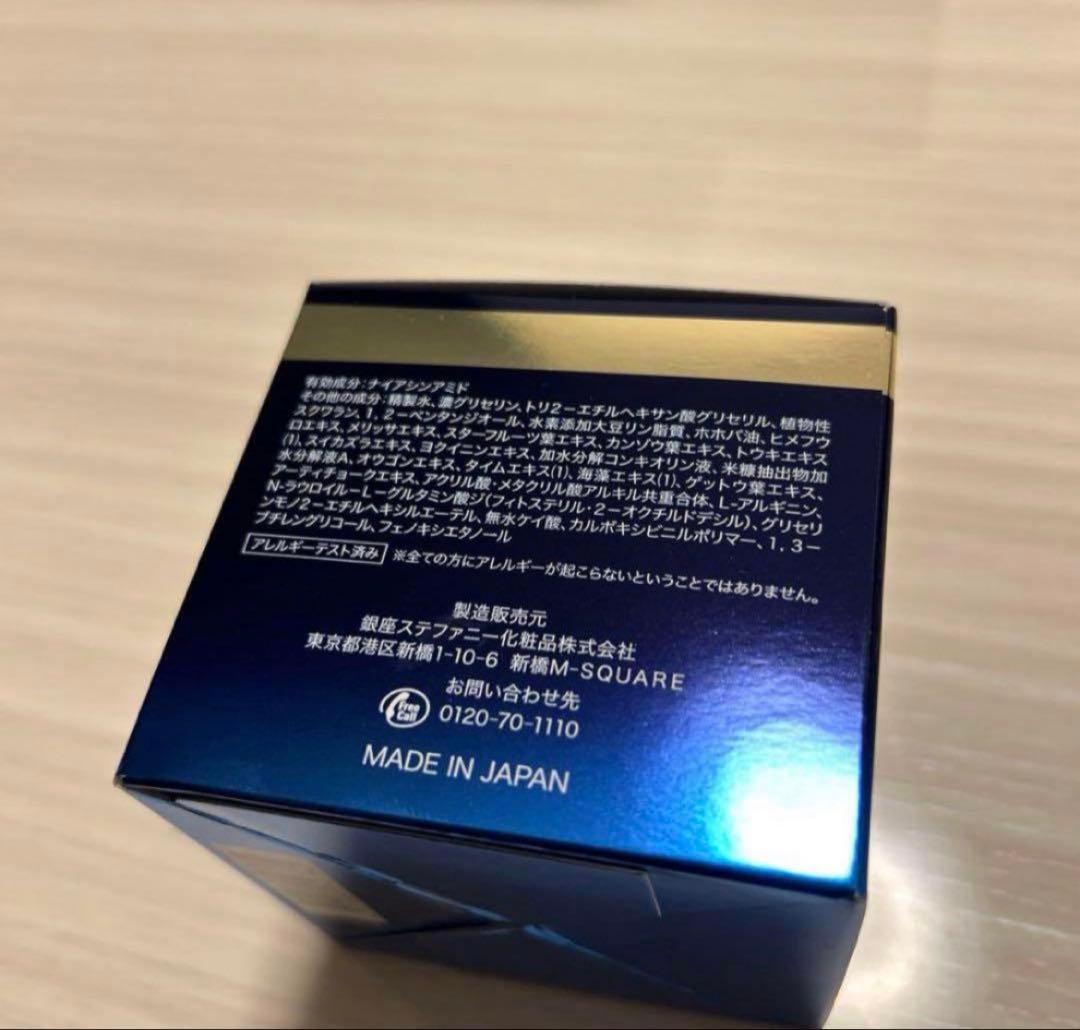 有効成分:ナイアシンアミド
その他の成分:精製水、濃グリセリン、トリ2－エチルヘキサン酸グリセリル、植物性
スクワラン、1,2－ペンタンジオール、水素添加大豆リン脂質、ホホバ油、ヒメフウ
ロエキス、メリッサエキス、スターフルーツ葉エキス、カンゾウ葉エキス、トウキエキス
(1)、スイカズラエキス、ヨクイニンエキス、加水分解コンキオリン液、米糠抽出物加
水分解液A、オウゴンエキス、タイムエキス(1)、海藻エキス(1)、ゲットウ葉エキス、
アーティチョークエキス、アクリル酸・メタクリル酸アルキル共重合体、L-アルギニン、
N-ラウロイル－L－グルタミン酸ジ(フィトステリル・2－オクチルドデシル)、グリセリ
ンモノ2－エチルヘキシルエーテル、無水ケイ酸、カルボキシビニルポリマー、1,3－
ブチレングリコール、フェノキシエタノール
アレルギーテスト済み ※全ての方にアレルギーが起こらないということではありません。
製造販売元
銀座ステファニー化粧品株式会社
東京都港区新橋1-10-6 新橋M-SQUARE
お問い合わせ先
Free Call 0120-70-1110
MADE IN JAPAN